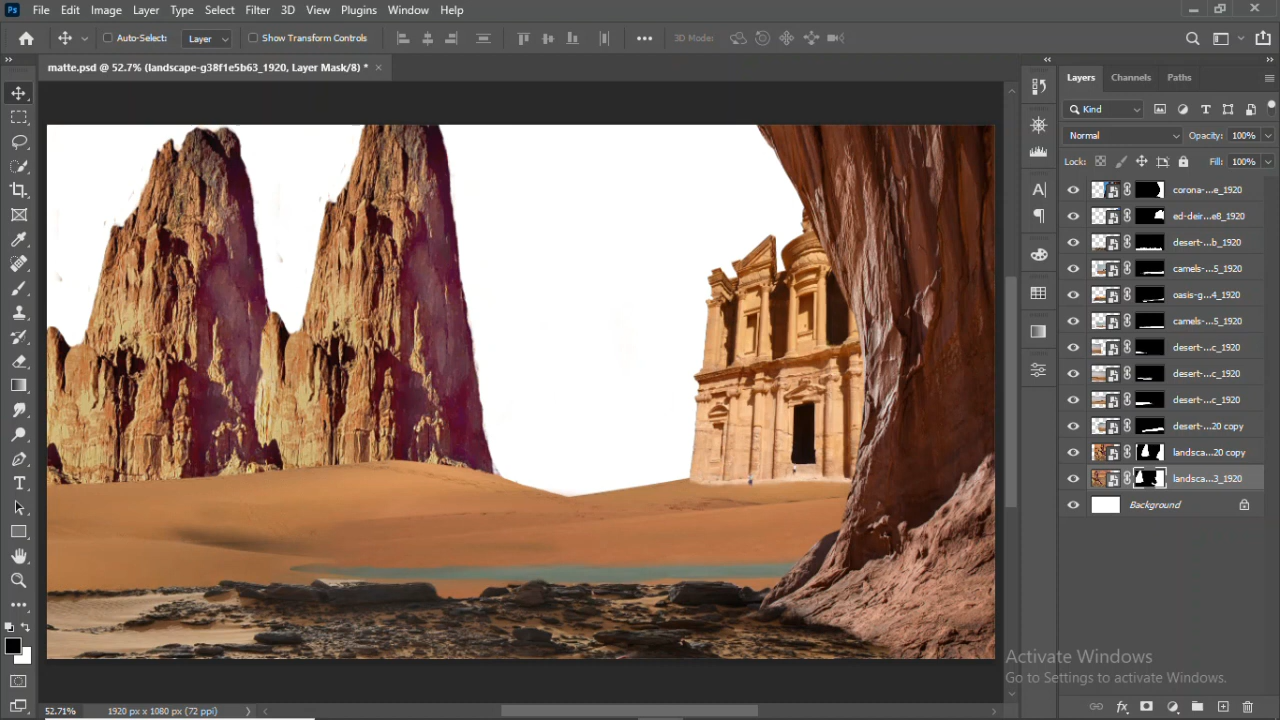 Ps File Edit Image Layer Type Select Filter 3D View Plugins Window Help
Auto-Select: Layer Show Transform Controls 3D Mode:
matte.psd @ 52.7% (landscape-g38f1e5b63_1920, Layer Mask/8) * ×
Layers Channels Paths
Kind
Normal Opacity: 100%
Lock: Fill: 100%
corona-...e_1920
ed-deir...e8_1920
desert-...b_1920
camels-...5_1920
oasis-g...4_1920
camels-...5_1920
desert-...c_1920
desert-...c_1920
desert-...c_1920
desert-...20 copy
landsca...20 copy
landsca...3_1920
Background
Activate Windows
Go to Settings to activate Windows.
52.71% 1920 px x 1080 px (72 ppi)